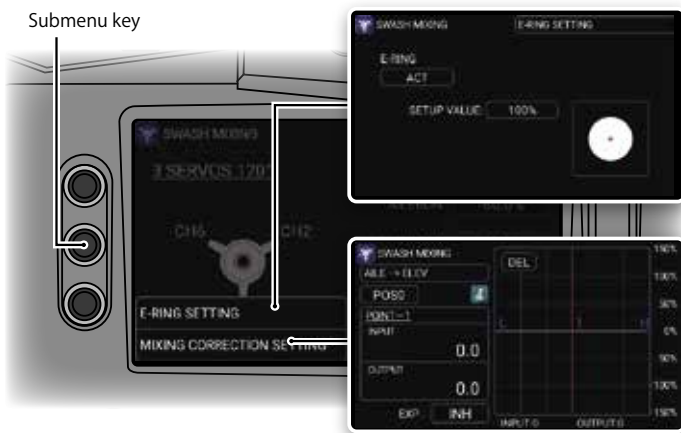 Submenu key
SWASH MIXING
E-RING SETTING
E-RING
ACT
SETUP VALUE: 100%
SWASH MIXING
3 SERVOS 120°
CH6
CH2
E-RING SETTING
MIXING CORRECTION SETTING
SWASH MIXING
AILE → ELEV
POS0
POINT-1
INPUT
0.0
OUTPUT
0.0
EXP
INH
DEL
L
1
H
150%
100%
50%
0%
50%
100%
150%
INPUT:0
OUTPUT:0